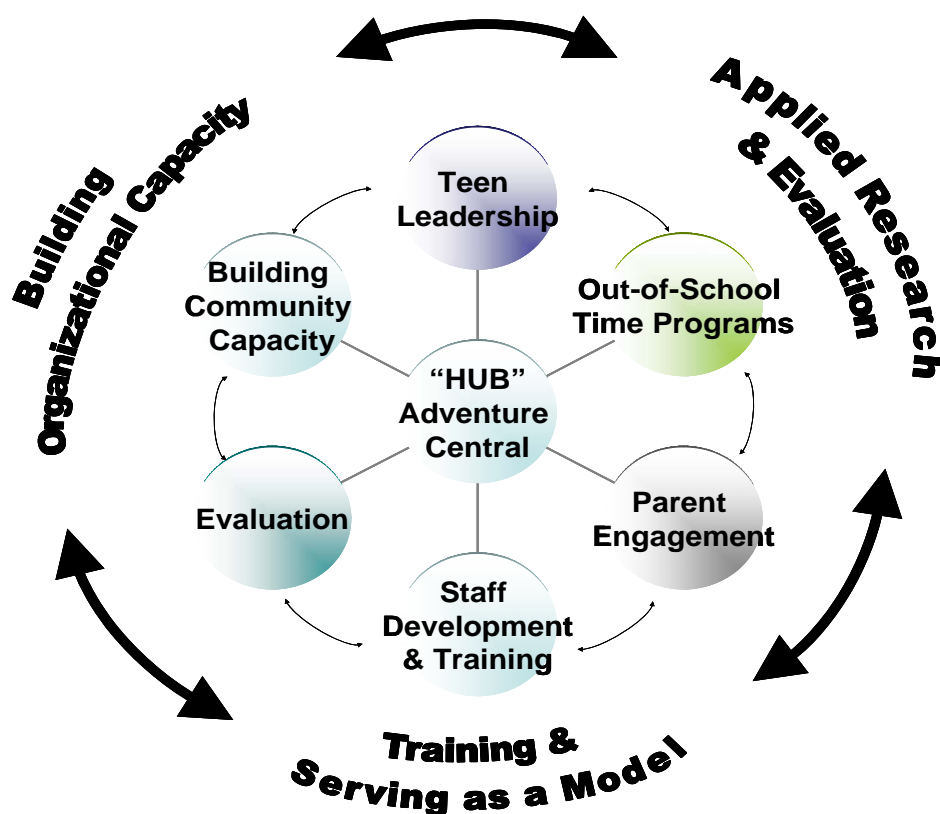 Building
Organizational Capacity
Applied Research
& Evaluation
Teen
Leadership
Building
Community
Capacity
Out-of-School
Time Programs
“HUB”
Adventure
Central
Evaluation
Parent
Engagement
Staff
Development
& Training
Training &
Serving as a Model